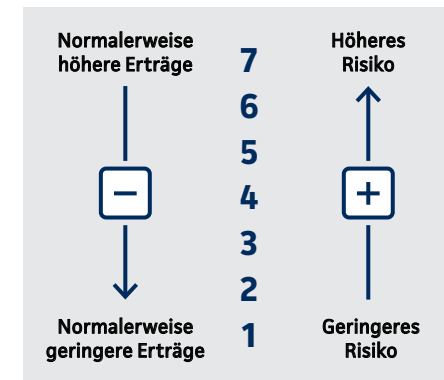 Normalerweise
höhere Erträge
7
Höheres
Risiko
6
5
−
4
+
3
2
Normalerweise
geringere Erträge
1
Geringeres
Risiko